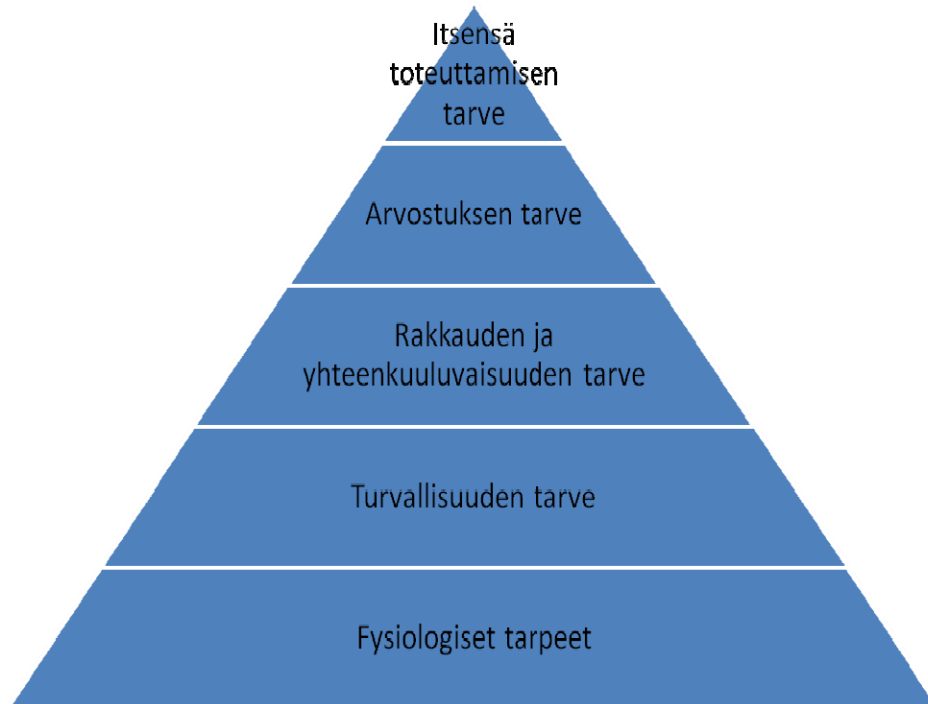 Itsensä
toteuttamisen
tarve
Arvostuksen tarve
Rakkauden ja
yhteenkuuluvaisuuden tarve
Turvallisuuden tarve
Fysiologiset tarpeet